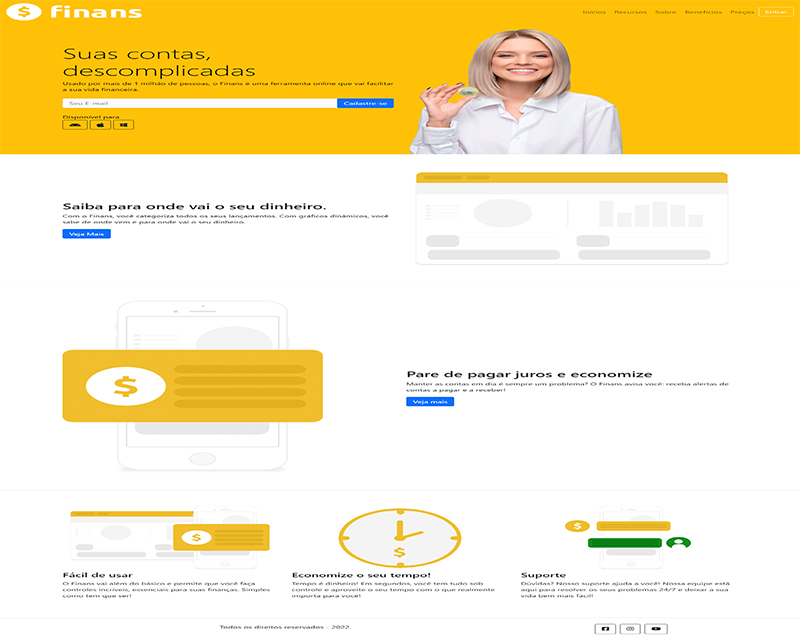 finans
Inícios Recursos Sobre Benefírios Preços Entrar
Suas contas,
descomplicadas
Usado por mais de 1 milhão de pessoas, o Finans é uma ferramenta online que vai facilitar
a sua vida financeira.
Seu E-mail
Cadastre-se
Disponível para
Saiba para onde vai o seu dinheiro.
Com o Finans, você categoriza todos os seus lançamentos. Com gráficos dinâmicos, você
sabe de onde vem e para onde vai o seu dinheiro.
Veja Mais
Pare de pagar juros e economize
Manter as contas em dia é sempre um problema? O Finans avisa você: receba alertas de
contas a pagar e a receber!
Veja mais
Fácil de usar
O Finans vai além do básico e permite que você faça
controles incríveis, essenciais para suas finanças. Simples
como tem que ser!
Economize o seu tempo!
Tempo é dinheiro! Em segundos, você tem tudo sob
controle e aproveite o seu tempo com o que realmente
importa para você!
Suporte
Dúvidas? Nosso suporte ajuda a você! Nossa equipe está
aqui para resolver os seus problemas 24/7 e deixar a sua
vida bem mais fácil!
Todos os direitos reservados - 2022.